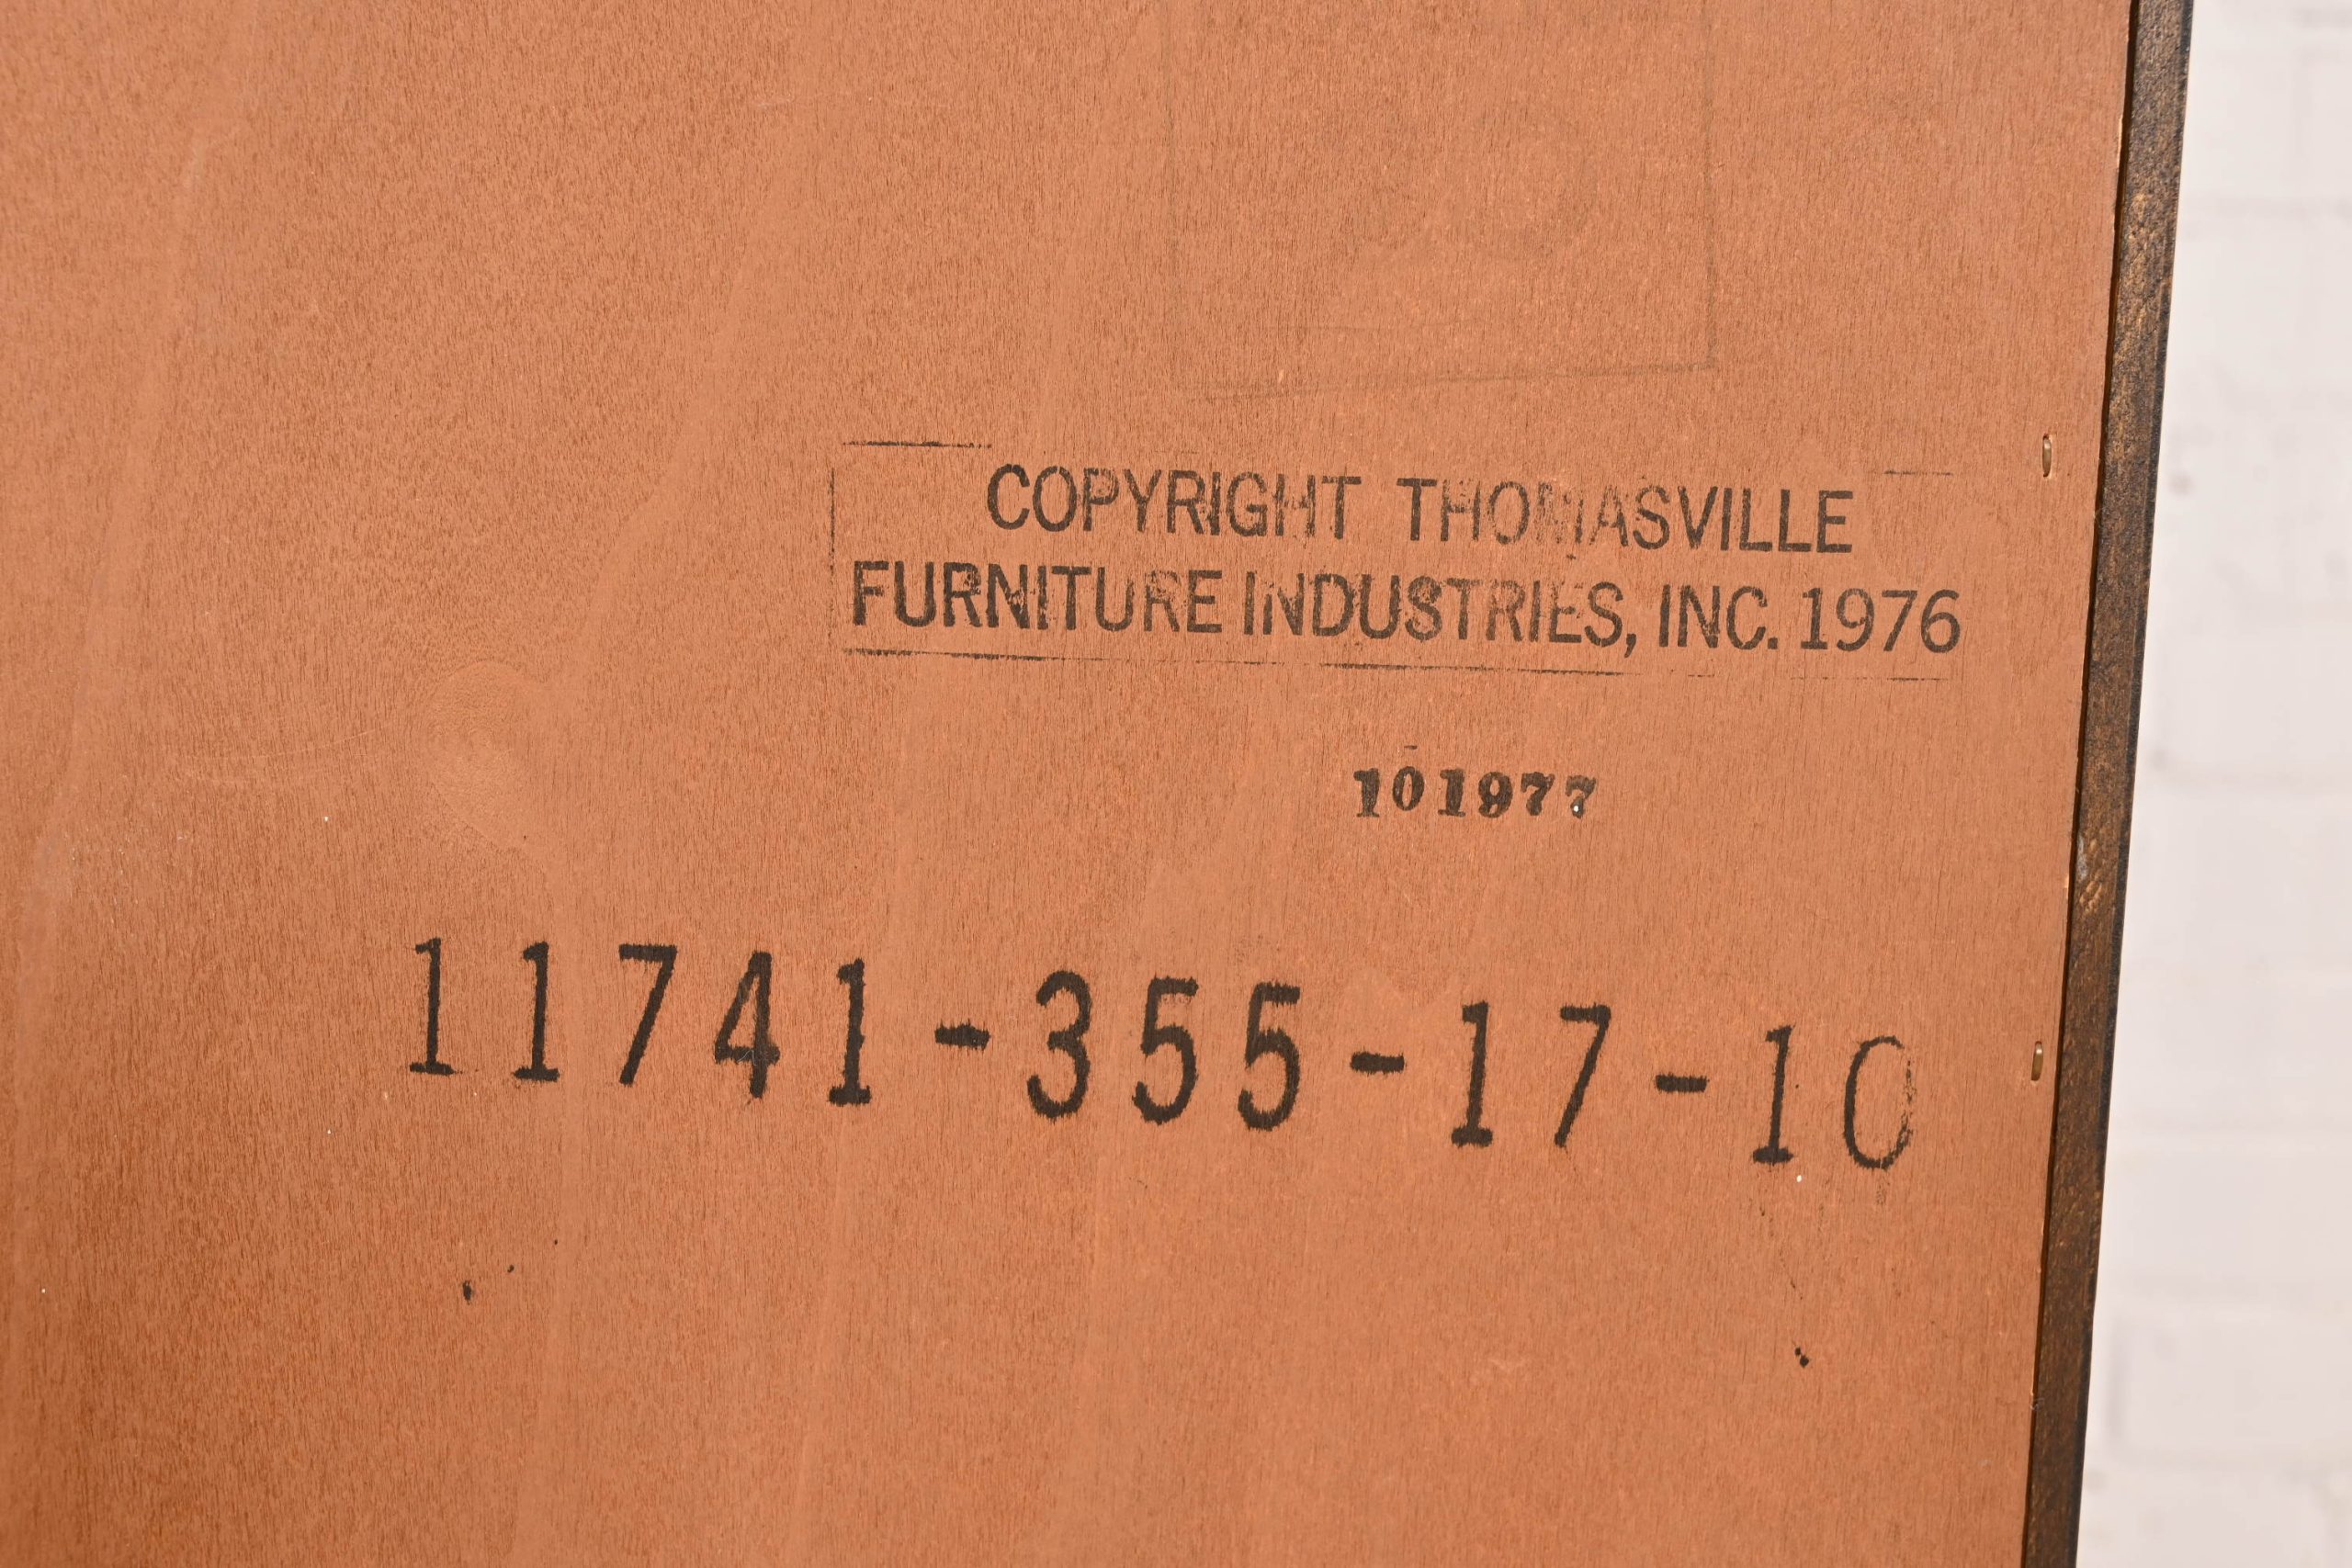 COPYRIGHT THOMASVILLE
FURNITURE INDUSTRIES, INC. 1976
101977
11741-355-17-10